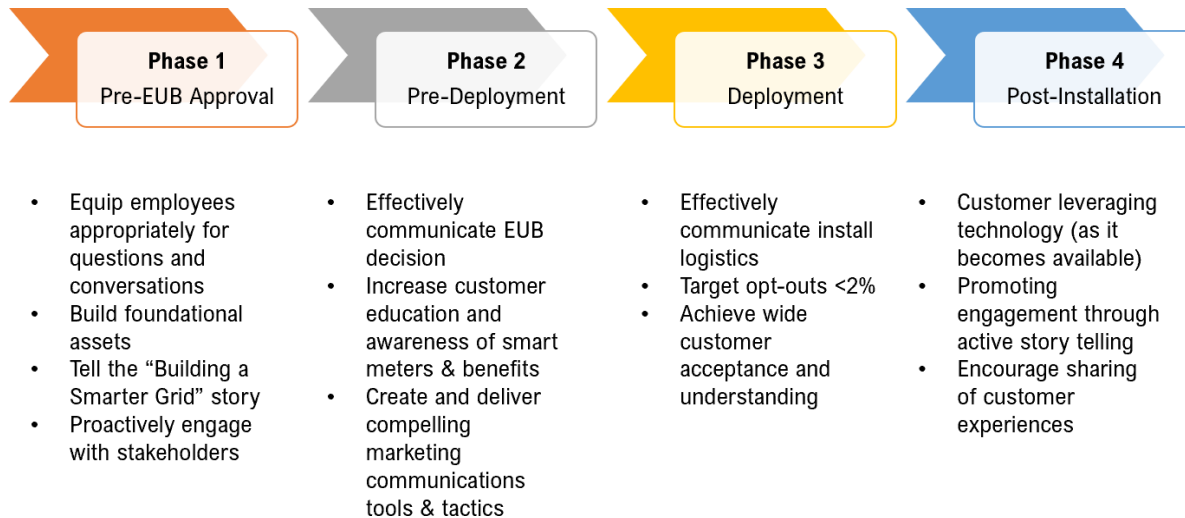 Phase 1
Pre-EUB Approval
Phase 2
Pre-Deployment
Phase 3
Deployment
Phase 4
Post-Installation
• Equip employees
appropriately for
questions and
conversations
• Build foundational
assets
• Tell the “Building a
Smarter Grid” story
• Proactively engage
with stakeholders
• Effectively
communicate EUB
decision
• Increase customer
education and
awareness of smart
meters & benefits
• Create and deliver
compelling
marketing
communications
tools & tactics
• Effectively
communicate install
logistics
• Target opt-outs <2%
• Achieve wide
customer
acceptance and
understanding
• Customer leveraging
technology (as it
becomes available)
• Promoting
engagement through
active story telling
• Encourage sharing
of customer
experiences